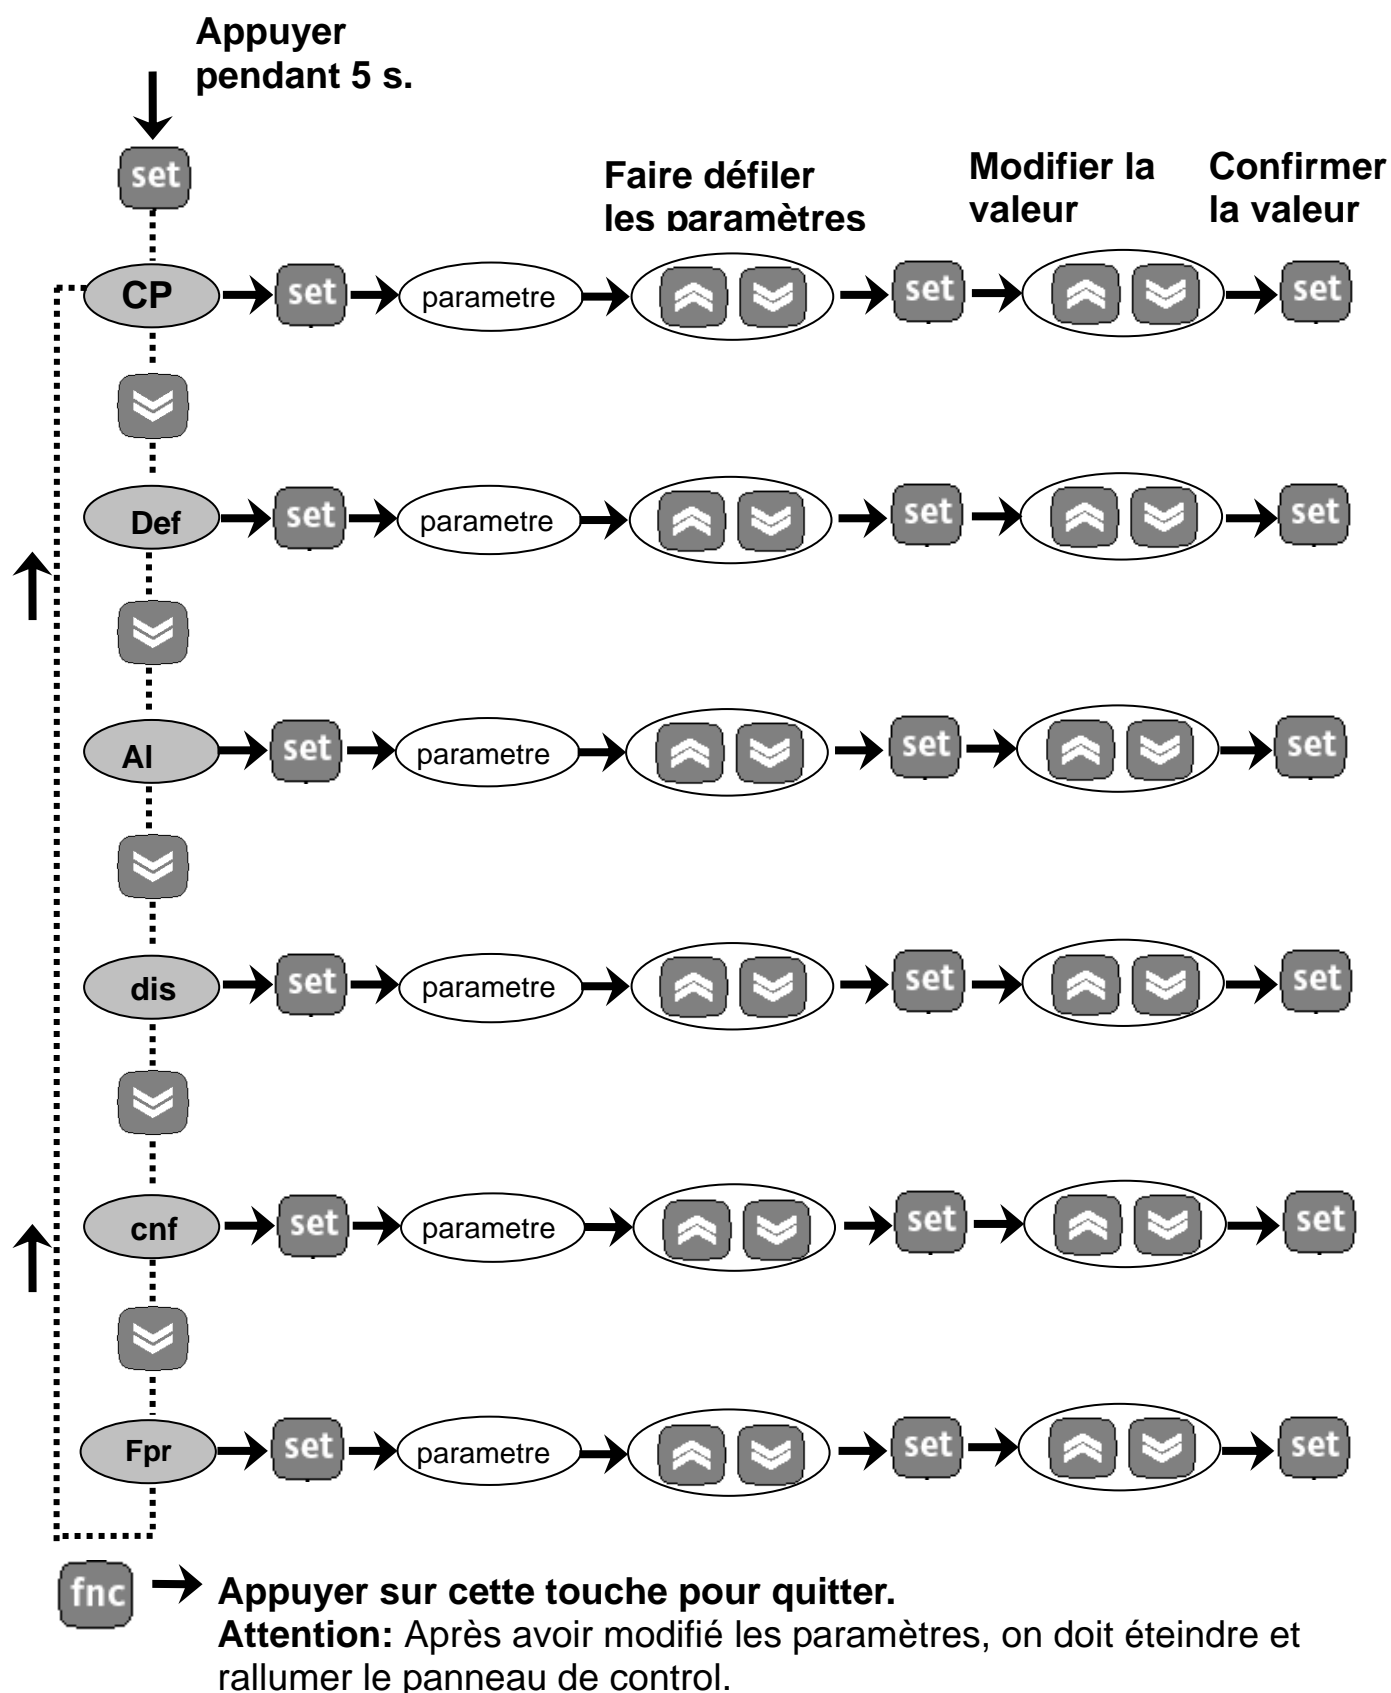 Appuyer
pendant 5 s.
set
Faire défiler
les paramètres
Modifier la
valeur
Confirmer
la valeur
CP set parametre set set
Def set parametre set set
Al set parametre set set
dis set parametre set set
cnf set parametre set set
Fpr set parametre set set
fnc Appuyer sur cette touche pour quitter.
Attention: Après avoir modifié les paramètres, on doit éteindre et
rallumer le panneau de control.